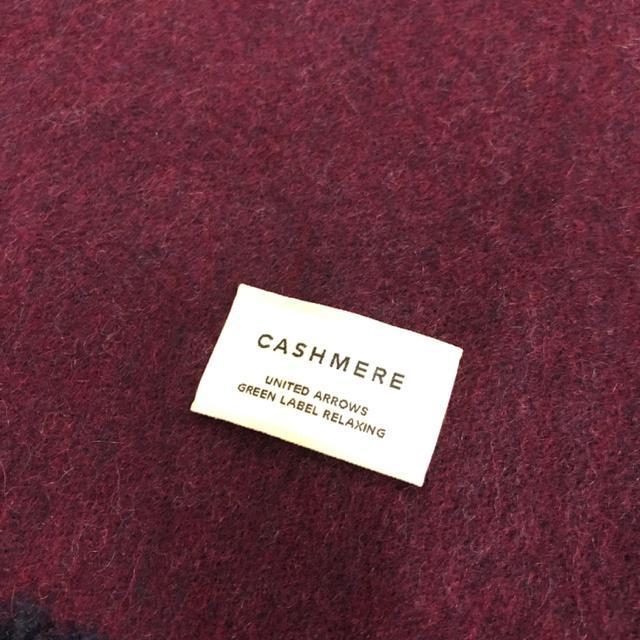 CASHMERE
UNITED ARROWS
GREEN LABEL RELAXING